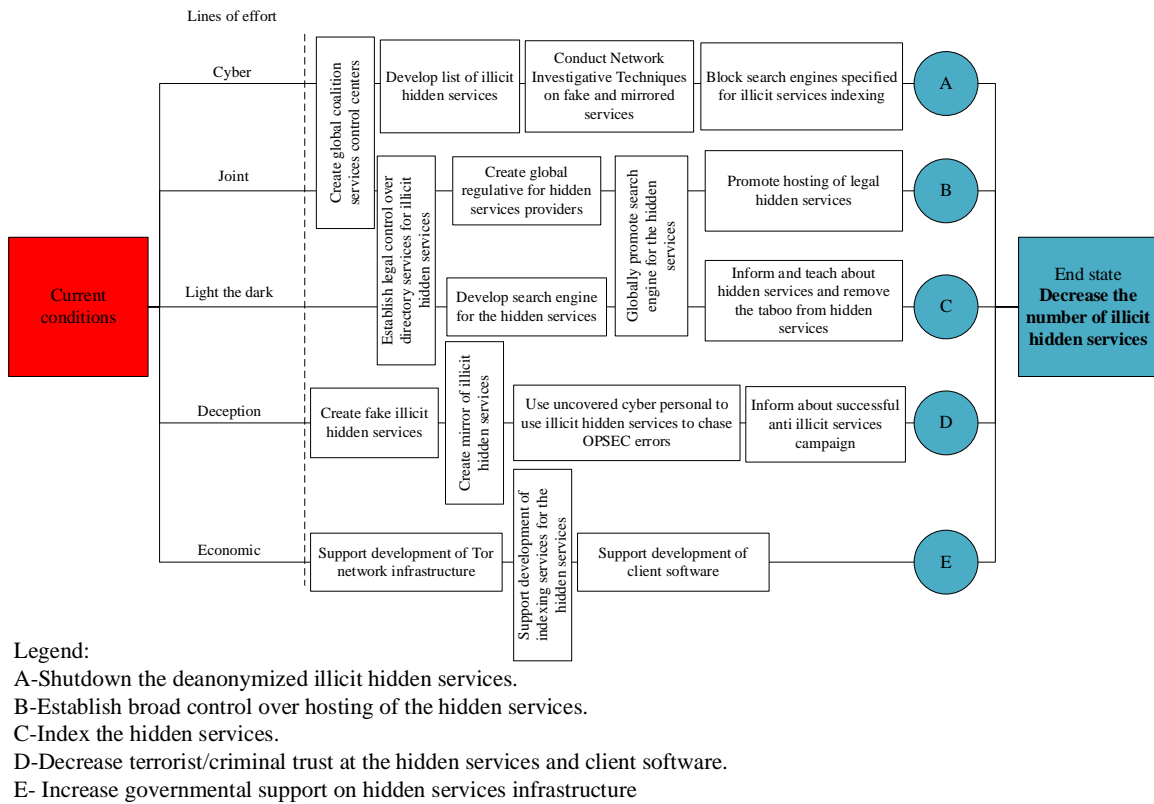 Lines of effort
Cyber
Create global coalition
services control centers
Develop list of illicit
hidden services
Conduct Network
Investigative Techniques
on fake and mirrored
services
Block search engines specified
for illicit services indexing
A
Joint
Establish legal control over
directory services for illicit
hidden services
Create global
regulative for hidden
services providers
Globally promote search
engine for the hidden
services
Promote hosting of legal
hidden services
B
Current
conditions
Light the dark
Develop search engine
for the hidden services
Inform and teach about
hidden services and remove
the taboo from hidden
services
C
End state
Decrease the
number of illicit
hidden services
Deception
Create fake illicit
hidden services
Create mirror of illicit
hidden services
Use uncovered cyber personal to
use illicit hidden services to chase
OPSEC errors
Inform about successful
anti illicit services
campaign
D
Economic
Support development of Tor
network infrastructure
Support development of
indexing services for the
hidden services
Support development of
client software
E
Legend:
A-Shutdown the deanonymized illicit hidden services.
B-Establish broad control over hosting of the hidden services.
C-Index the hidden services.
D-Decrease terrorist/criminal trust at the hidden services and client software.
E- Increase governmental support on hidden services infrastructure